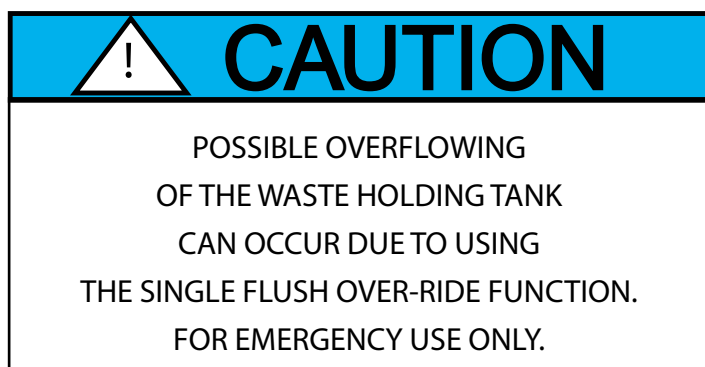 ! CAUTION
POSSIBLE OVERFLOWING
OF THE WASTE HOLDING TANK
CAN OCCUR DUE TO USING
THE SINGLE FLUSH OVER-RIDE FUNCTION.
FOR EMERGENCY USE ONLY.